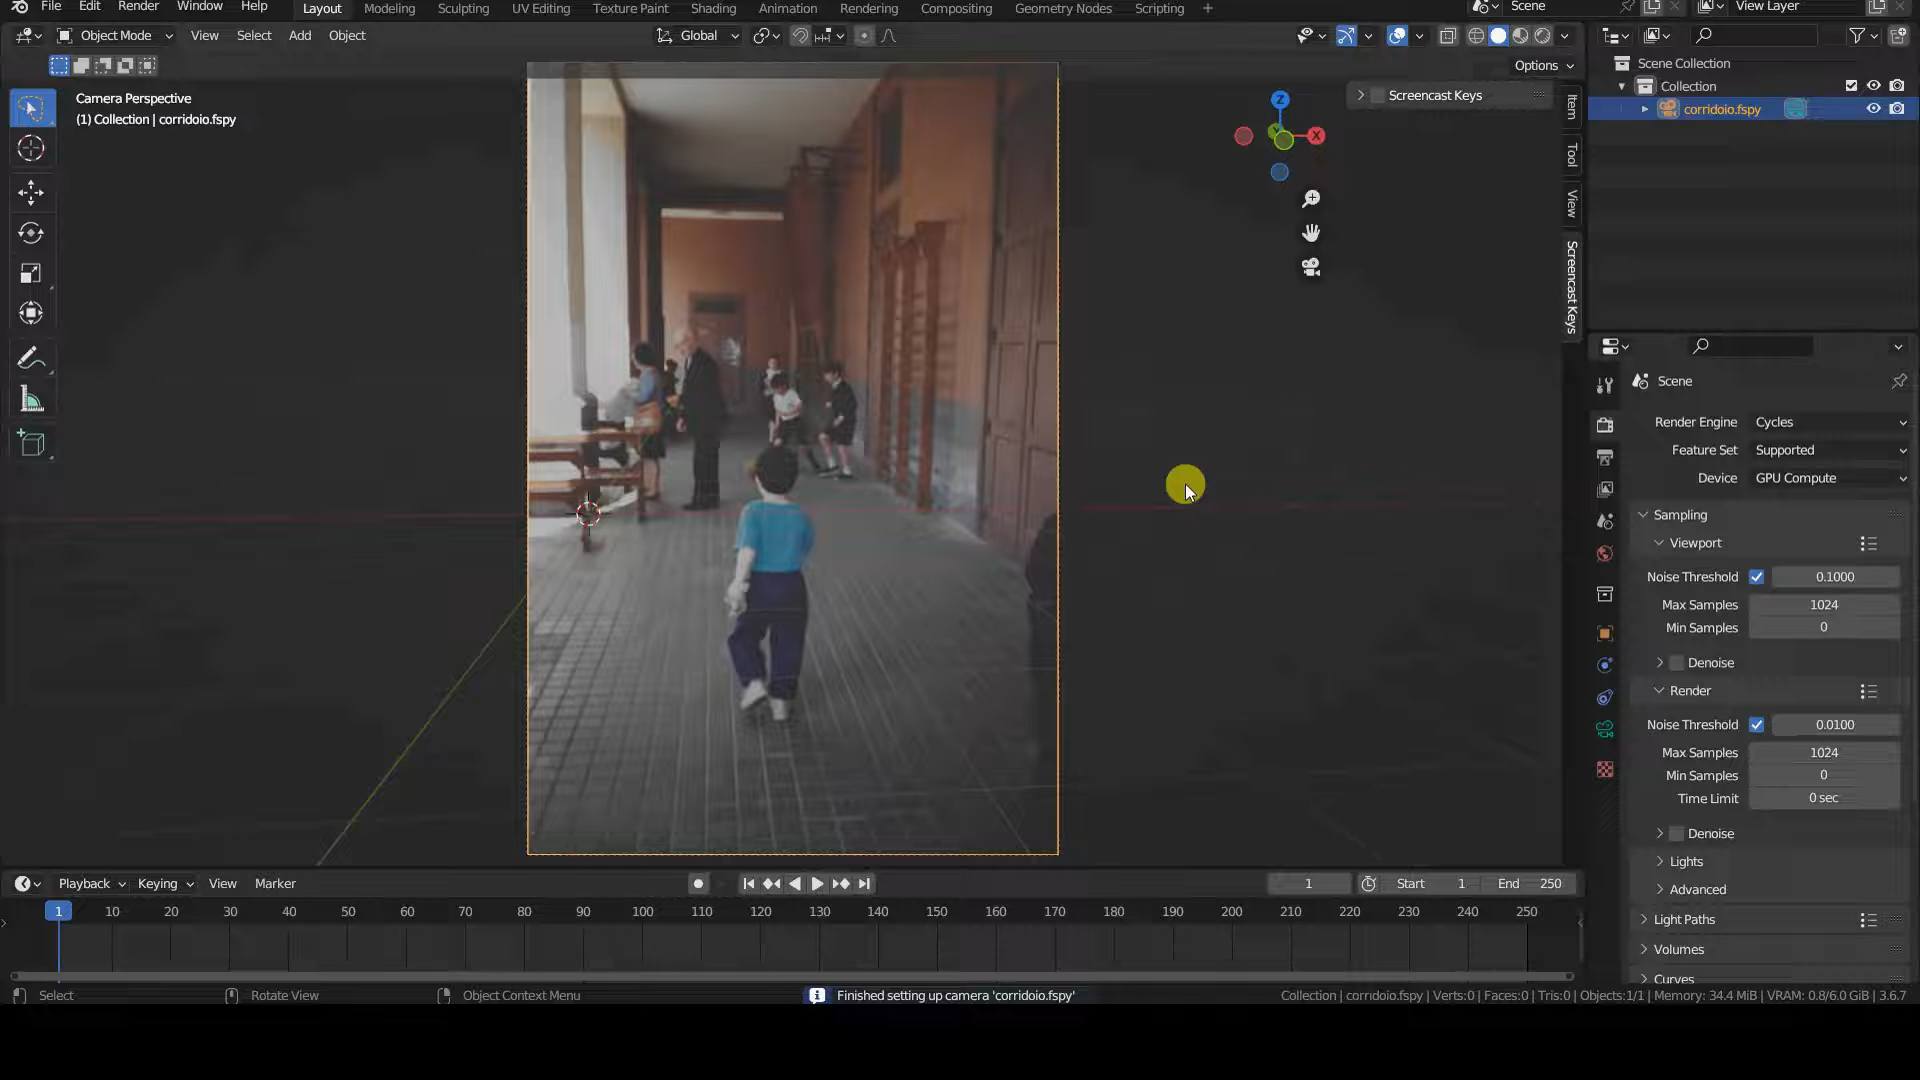 File Edit Render Window Help Layout Modeling Sculpting UV Editing Texture Paint Shading Animation Rendering Compositing Geometry Nodes Scripting + Scene View Layer
Object Mode View Select Add Object Global
Options
Camera Perspective
(1) Collection | corridoio.fspy
Screencast Keys
Z
X
Item
Tool
View
Screencast Keys
Scene Collection
Collection
corridoio.fspy
Scene
Render Engine Cycles
Feature Set Supported
Device GPU Compute
Sampling
Viewport
Noise Threshold 0.1000
Max Samples 1024
Min Samples 0
Denoise
Render
Noise Threshold 0.0100
Max Samples 1024
Min Samples 0
Time Limit 0 sec
Denoise
Lights
Advanced
Light Paths
Volumes
Curves
Playback Keying View Marker 1 Start 1 End 250
1 10 20 30 40 50 60 70 80 90 100 110 120 130 140 150 160 170 180 190 200 210 220 230 240 250
Select Rotate View Object Context Menu Finished setting up camera 'corridoio.fspy' Collection | corridoio.fspy | Verts:0 | Faces:0 | Tris:0 | Objects:1/1 | Memory: 34.4 MiB | VRAM: 0.8/6.0 GiB | 3.6.7